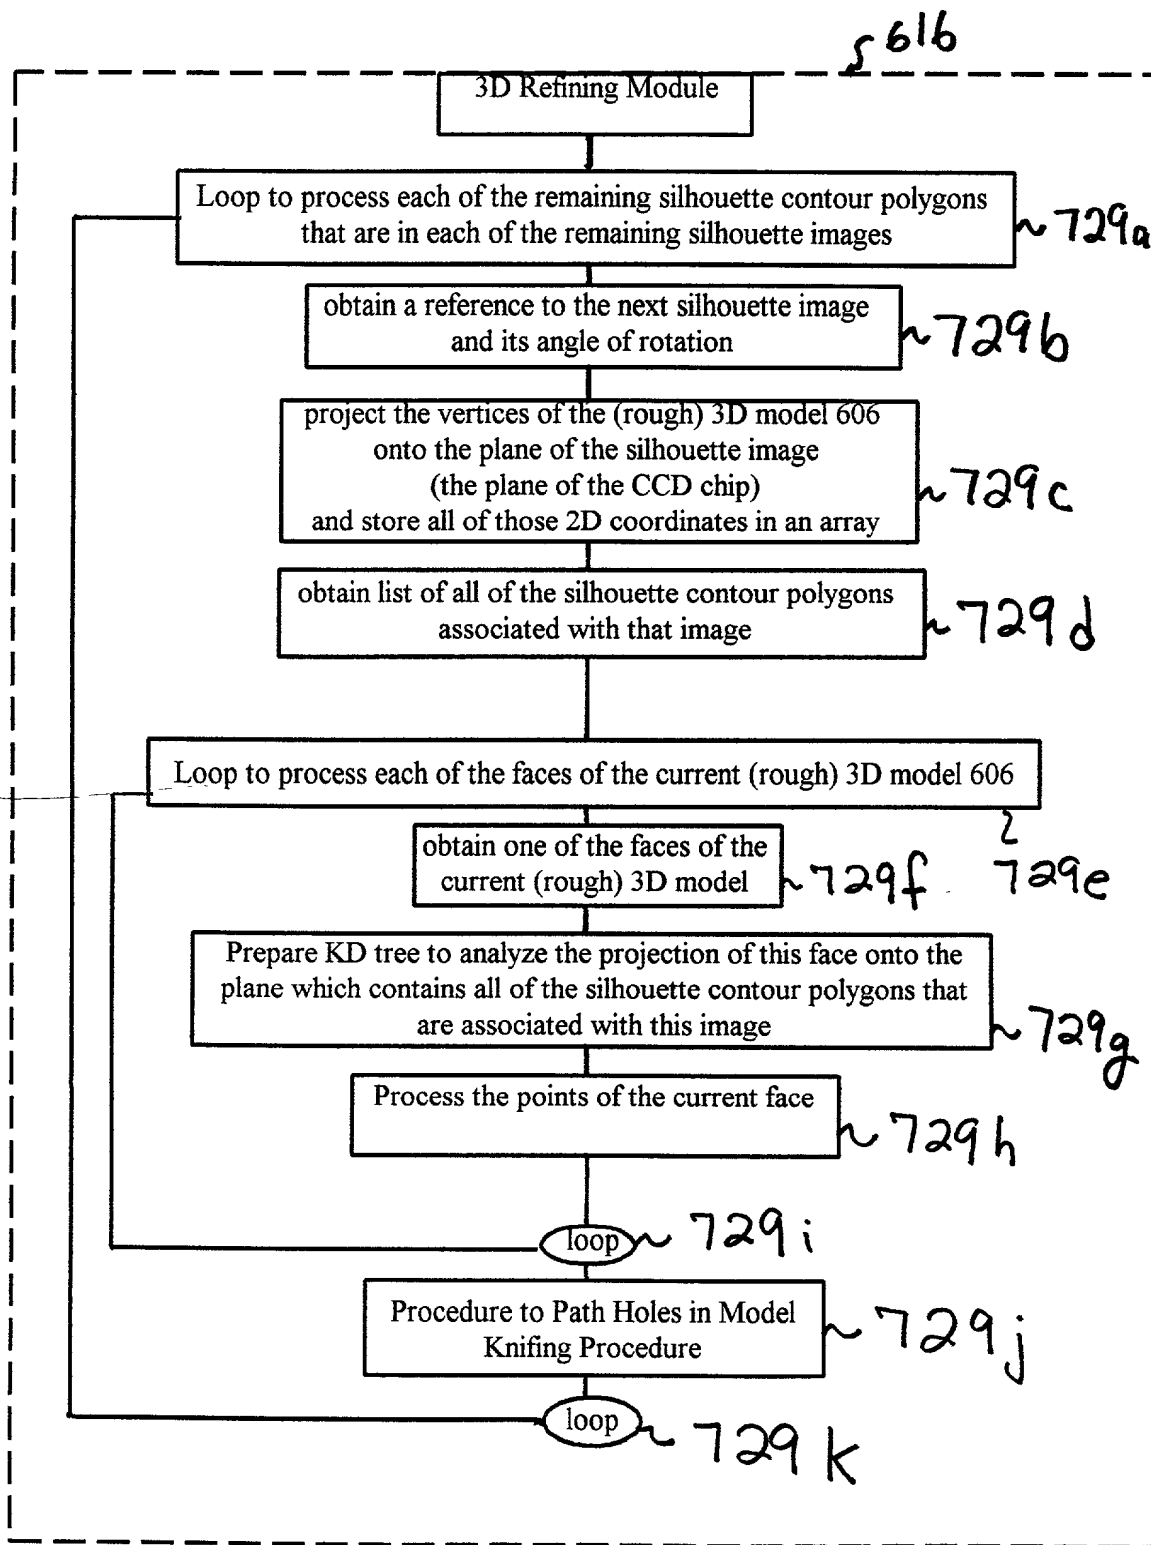 616
3D Refining Module
Loop to process each of the remaining silhouette contour polygons
that are in each of the remaining silhouette images
729a
obtain a reference to the next silhouette image
and its angle of rotation
729b
project the vertices of the (rough) 3D model 606
onto the plane of the silhouette image
(the plane of the CCD chip)
and store all of those 2D coordinates in an array
729c
obtain list of all of the silhouette contour polygons
associated with that image
729d
Loop to process each of the faces of the current (rough) 3D model 606
729e
obtain one of the faces of the
current (rough) 3D model
729f
Prepare KD tree to analyze the projection of this face onto the
plane which contains all of the silhouette contour polygons that
are associated with this image
729g
Process the points of the current face
729h
loop
729i
Procedure to Path Holes in Model
Knifing Procedure
729j
loop
729k